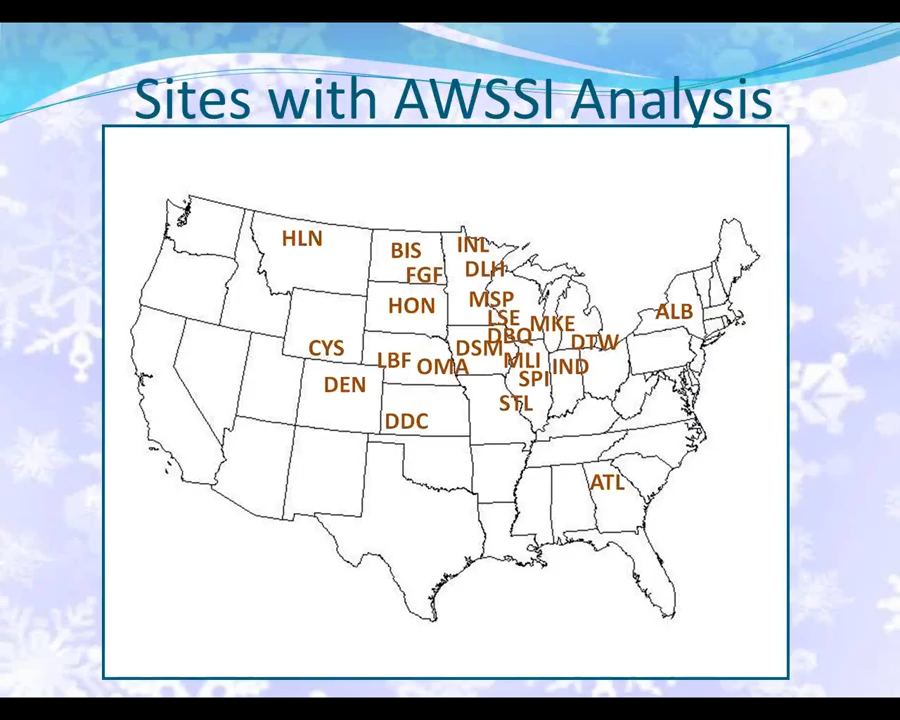 Sites with AWSSI Analysis
HLN
BIS
INL
FGF
DLH
HON
MSP
ALB
LSE
MKE
DBQ
DTW
CYS
DSM
LBF
OMA
MLI
IND
DEN
SPI
STL
DDC
ATL